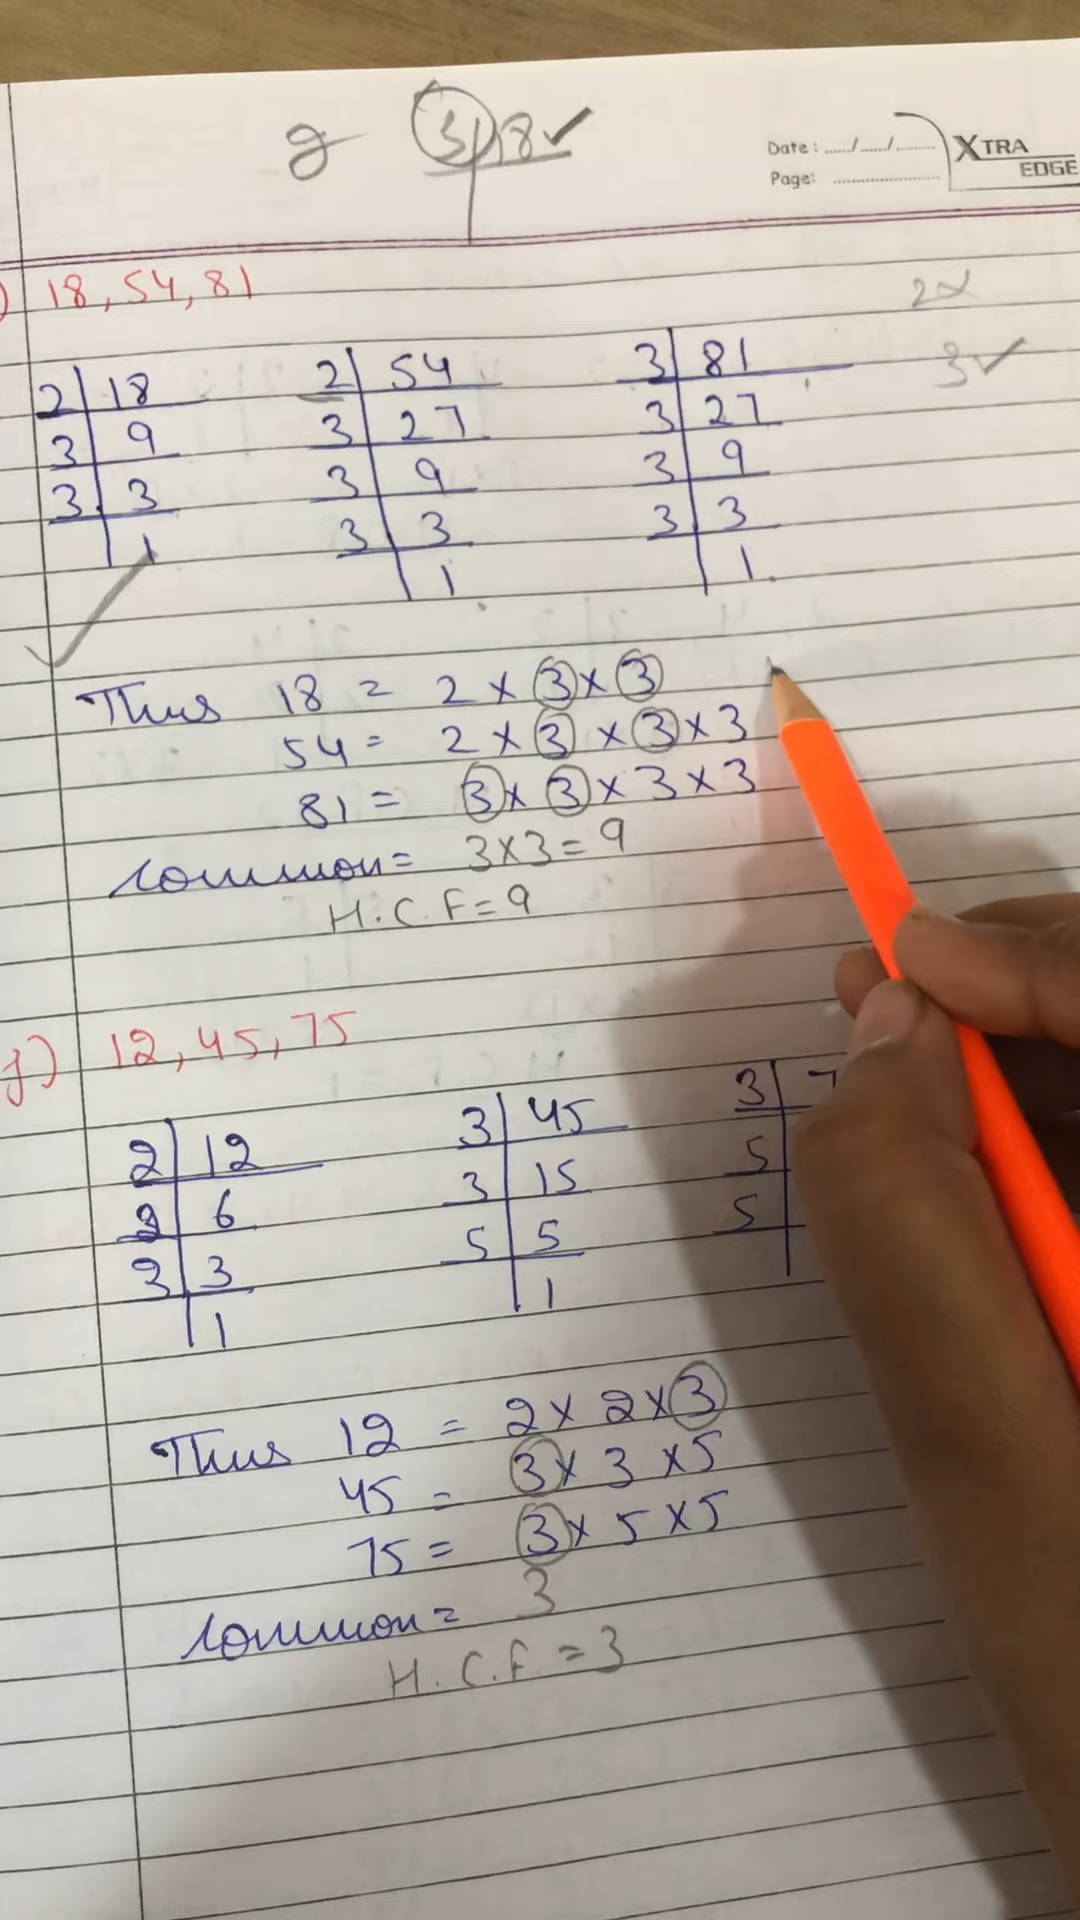 3 18 ✓
Date : ...../...../.........
Page: ........................
XTRA
EDGE
) 18, 54, 81
2x
3 ✓
2 | 18   2 | 54   3 | 81
3 | 9   3 | 27   3 | 27
3 | 3   3 | 9   3 | 9
1   3 | 3   3 | 3
1   1
Thus 18 = 2 x 3 x 3
54 = 2 x 3 x 3 x 3
81 = 3 x 3 x 3 x 3
Common = 3x3 = 9
H.C.F = 9
j) 12, 45, 75
2 | 12   3 | 45   3 | 7
2 | 6   3 | 15   5
3 | 3   5 | 5   5
1   1
Thus 12 = 2 x 2 x 3
45 = 3 x 3 x 5
75 = 3 x 5 x 5
Common = 3
H.C.F. = 3